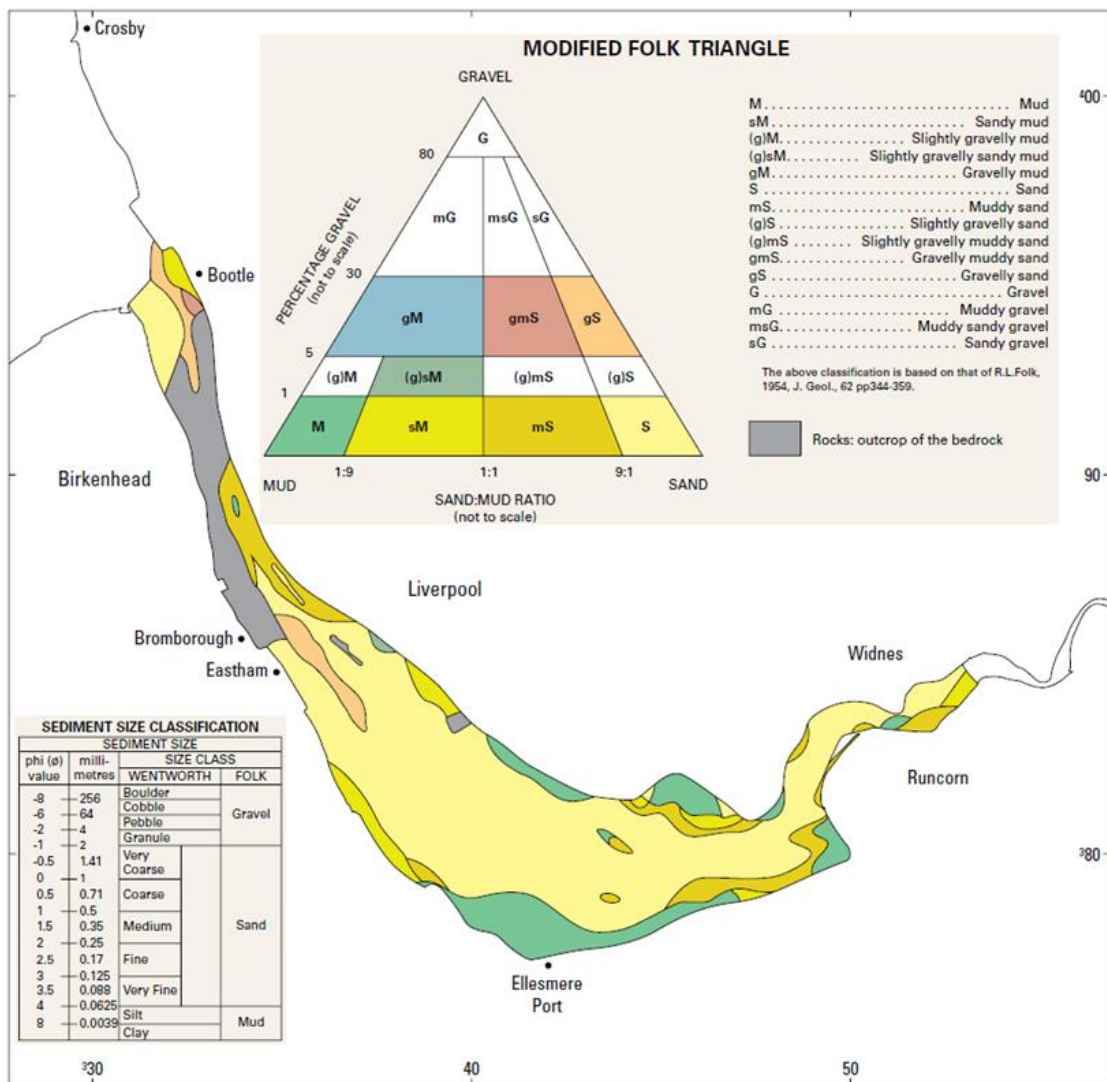 Crosby
MODIFIED FOLK TRIANGLE
GRAVEL
400
G
80
mG
msG
sG
30
PERCENTAGE GRAVEL
(not to scale)
gM
gmS
gS
5
(g)M
(g)sM
(g)mS
(g)S
1
M
sM
mS
S
1:9
1:1
9:1
MUD
SAND
SAND:MUD RATIO
(not to scale)
M . . . . . . . . . . . . . . . . . . . . . . . . . . . . . . . . . . . Mud
sM . . . . . . . . . . . . . . . . . . . . . . . . . . . Sandy mud
(g)M . . . . . . . . . . . . . . . . Slightly gravelly mud
(g)sM . . . . . . . . . . Slightly gravelly sandy mud
gM . . . . . . . . . . . . . . . . . . . . . . . . . Gravelly mud
S . . . . . . . . . . . . . . . . . . . . . . . . . . . . . . . . . . . Sand
mS . . . . . . . . . . . . . . . . . . . . . . . . . . Muddy sand
(g)S . . . . . . . . . . . . . . . . . Slightly gravelly sand
(g)mS . . . . . . . . Slightly gravelly muddy sand
gmS . . . . . . . . . . . . . . . . . Gravelly muddy sand
gS . . . . . . . . . . . . . . . . . . . . . . . . . Gravelly sand
G . . . . . . . . . . . . . . . . . . . . . . . . . . . . . . . . . Gravel
mG . . . . . . . . . . . . . . . . . . . . . . . . . Muddy gravel
msG . . . . . . . . . . . . . . . . . . . Muddy sandy gravel
sG . . . . . . . . . . . . . . . . . . . . . . . . . Sandy gravel
The above classification is based on that of R.L.Folk,
1954, J. Geol., 62 pp344-359.
Rocks: outcrop of the bedrock
Bootle
Birkenhead
90
Liverpool
Bromborough
Eastham
Widnes
Runcorn
380
Ellesmere
Port
SEDIMENT SIZE CLASSIFICATION
SEDIMENT SIZE
phi (ø) value
milli-metres
SIZE CLASS
WENTWORTH
FOLK
-8 256
-6 64
-2 4
-1 2
-0.5 1.41
0 1
0.5 0.71
1 0.5
1.5 0.35
2 0.25
2.5 0.17
3 0.125
3.5 0.088
4 0.0625
8 0.0039
Boulder
Cobble
Pebble
Granule
Very
Coarse
Coarse
Medium
Fine
Very Fine
Silt
Clay
Gravel
Sand
Mud
330
40
50